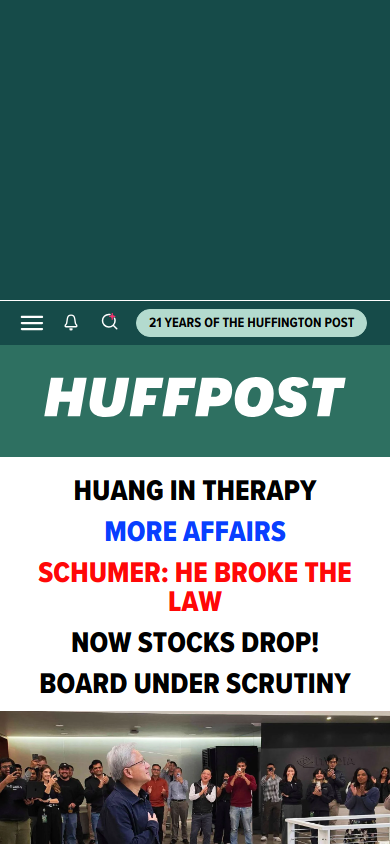 21 YEARS OF THE HUFFINGTON POST
HUFFPOST
HUANG IN THERAPY
MORE AFFAIRS
SCHUMER: HE BROKE THE
LAW
NOW STOCKS DROP!
BOARD UNDER SCRUTINY